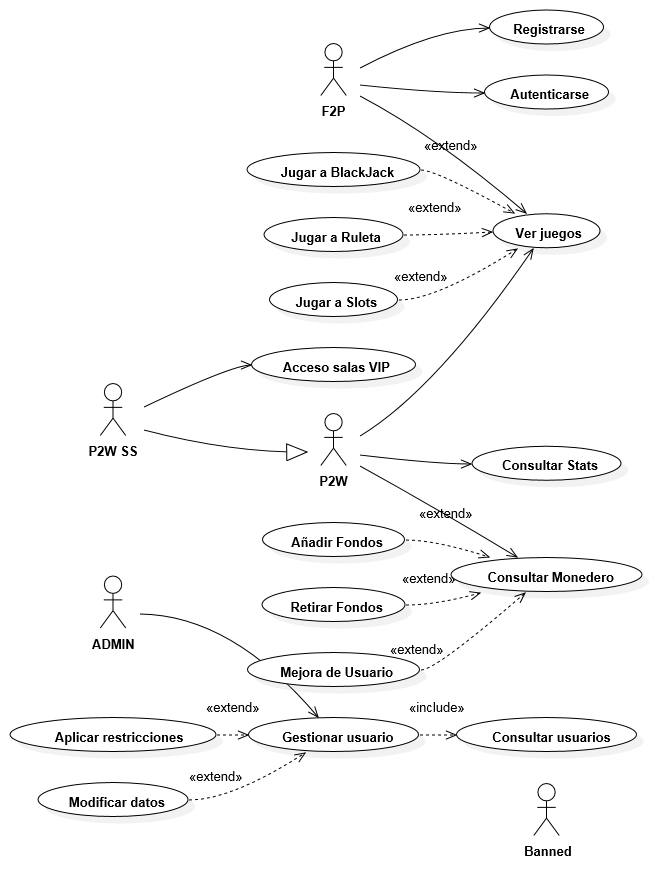 Registrarse
F2P
Autenticarse
«extend»
Jugar a BlackJack
«extend»
Jugar a Ruleta
Ver juegos
«extend»
Jugar a Slots
Acceso salas VIP
P2W SS
P2W
Consultar Stats
«extend»
Añadir Fondos
«extend»
Consultar Monedero
Retirar Fondos
ADMIN
«extend»
Mejora de Usuario
«extend»
«include»
Aplicar restricciones
Gestionar usuario
Consultar usuarios
«extend»
Modificar datos
Banned